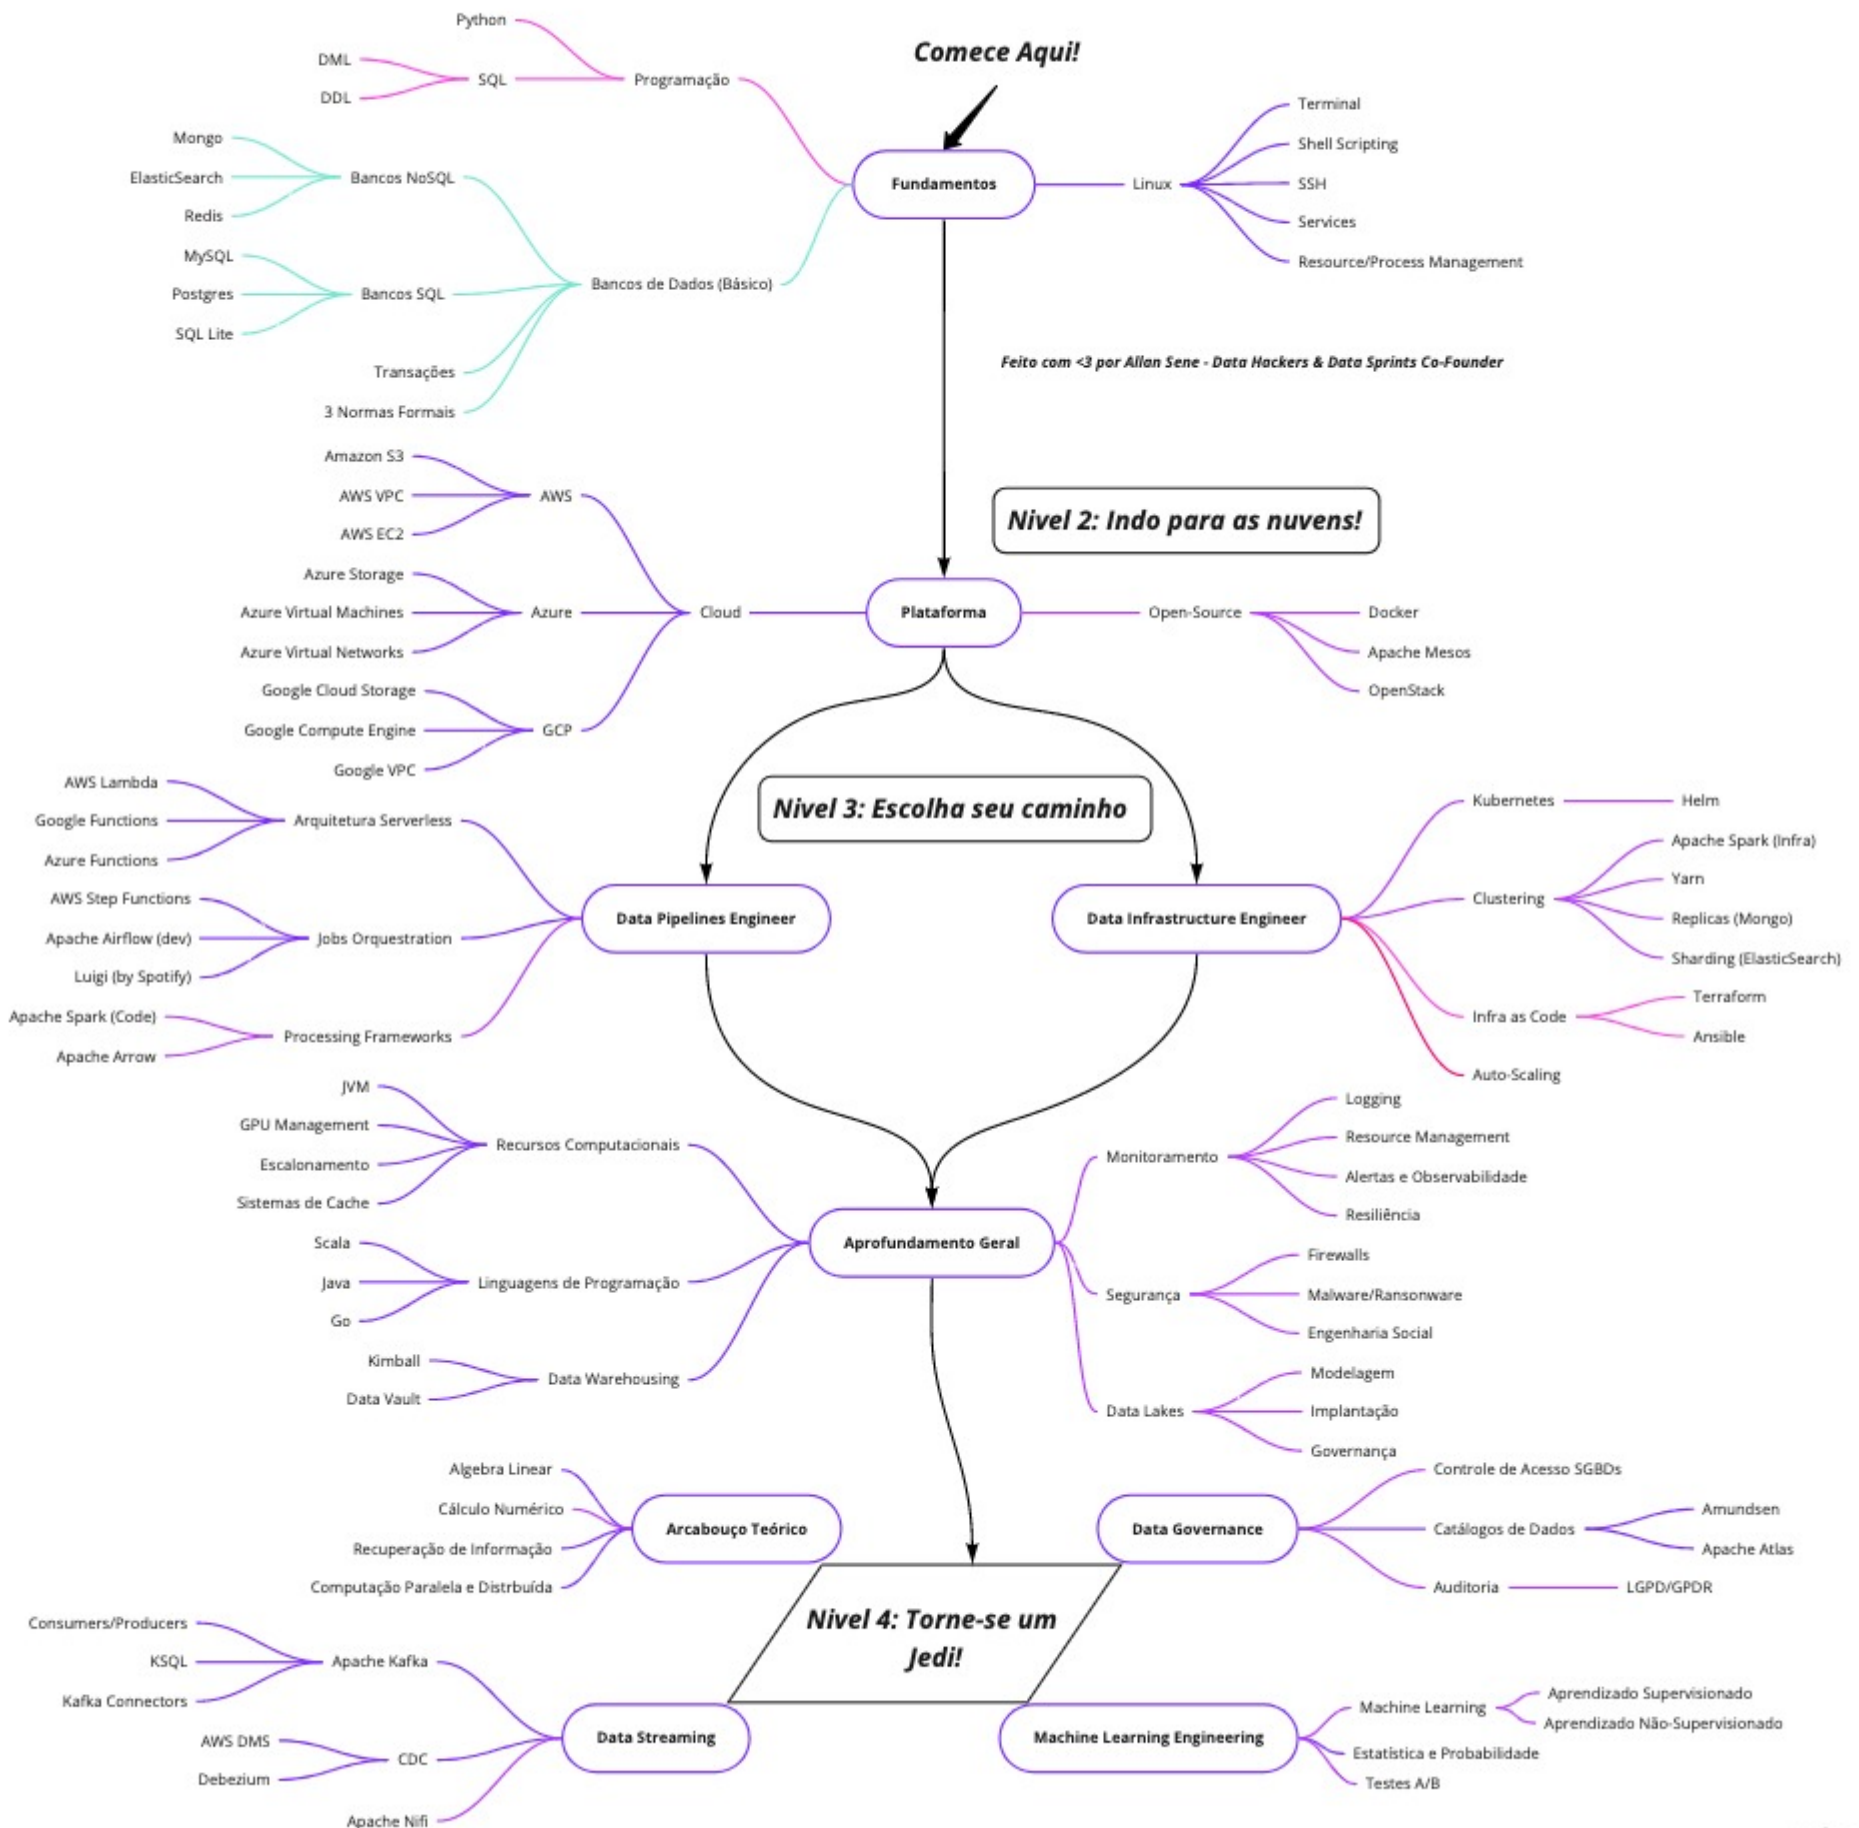 Comece Aqui!
Python
DML
DDL
SQL
Programação
Mongo
ElasticSearch
Redis
Bancos NoSQL
MySQL
Postgres
SQL Lite
Bancos SQL
Transações
3 Normas Formais
Bancos de Dados (Básico)
Fundamentos
Linux
Terminal
Shell Scripting
SSH
Services
Resource/Process Management
Feito com <3 por Allan Sene - Data Hackers & Data Sprints Co-Founder
Nivel 2: Indo para as nuvens!
Amazon S3
AWS VPC
AWS EC2
AWS
Azure Storage
Azure Virtual Machines
Azure Virtual Networks
Azure
Google Cloud Storage
Google Compute Engine
Google VPC
GCP
Cloud
Plataforma
Open-Source
Docker
Apache Mesos
OpenStack
Nivel 3: Escolha seu caminho
AWS Lambda
Google Functions
Azure Functions
Arquitetura Serverless
AWS Step Functions
Apache Airflow (dev)
Luigi (by Spotify)
Jobs Orquestration
Apache Spark (Code)
Apache Arrow
Processing Frameworks
Data Pipelines Engineer
Data Infrastructure Engineer
Kubernetes
Helm
Clustering
Apache Spark (Infra)
Yarn
Replicas (Mongo)
Sharding (ElasticSearch)
Infra as Code
Terraform
Ansible
Auto-Scaling
JVM
GPU Management
Escalonamento
Sistemas de Cache
Recursos Computacionais
Scala
Java
Go
Linguagens de Programação
Kimball
Data Vault
Data Warehousing
Aprofundamento Geral
Monitoramento
Logging
Resource Management
Alertas e Observabilidade
Resiliência
Segurança
Firewalls
Malware/Ransonware
Engenharia Social
Data Lakes
Modelagem
Implantação
Governança
Algebra Linear
Cálculo Numérico
Recuperação de Informação
Computação Paralela e Distrbuída
Arcabouço Teórico
Data Governance
Controle de Acesso SGBDs
Catálogos de Dados
Amundsen
Apache Atlas
Auditoria
LGPD/GPDR
Nivel 4: Torne-se um
Jedi!
Consumers/Producers
KSQL
Kafka Connectors
Apache Kafka
AWS DMS
Debezium
CDC
Apache Nifi
Data Streaming
Machine Learning Engineering
Machine Learning
Aprendizado Supervisionado
Aprendizado Não-Supervisionado
Estatística e Probabilidade
Testes A/B